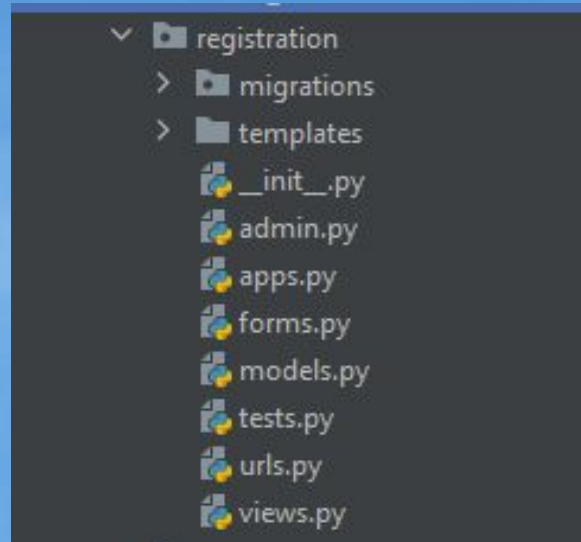 registration
migrations
templates
__init__.py
admin.py
apps.py
forms.py
models.py
tests.py
urls.py
views.py